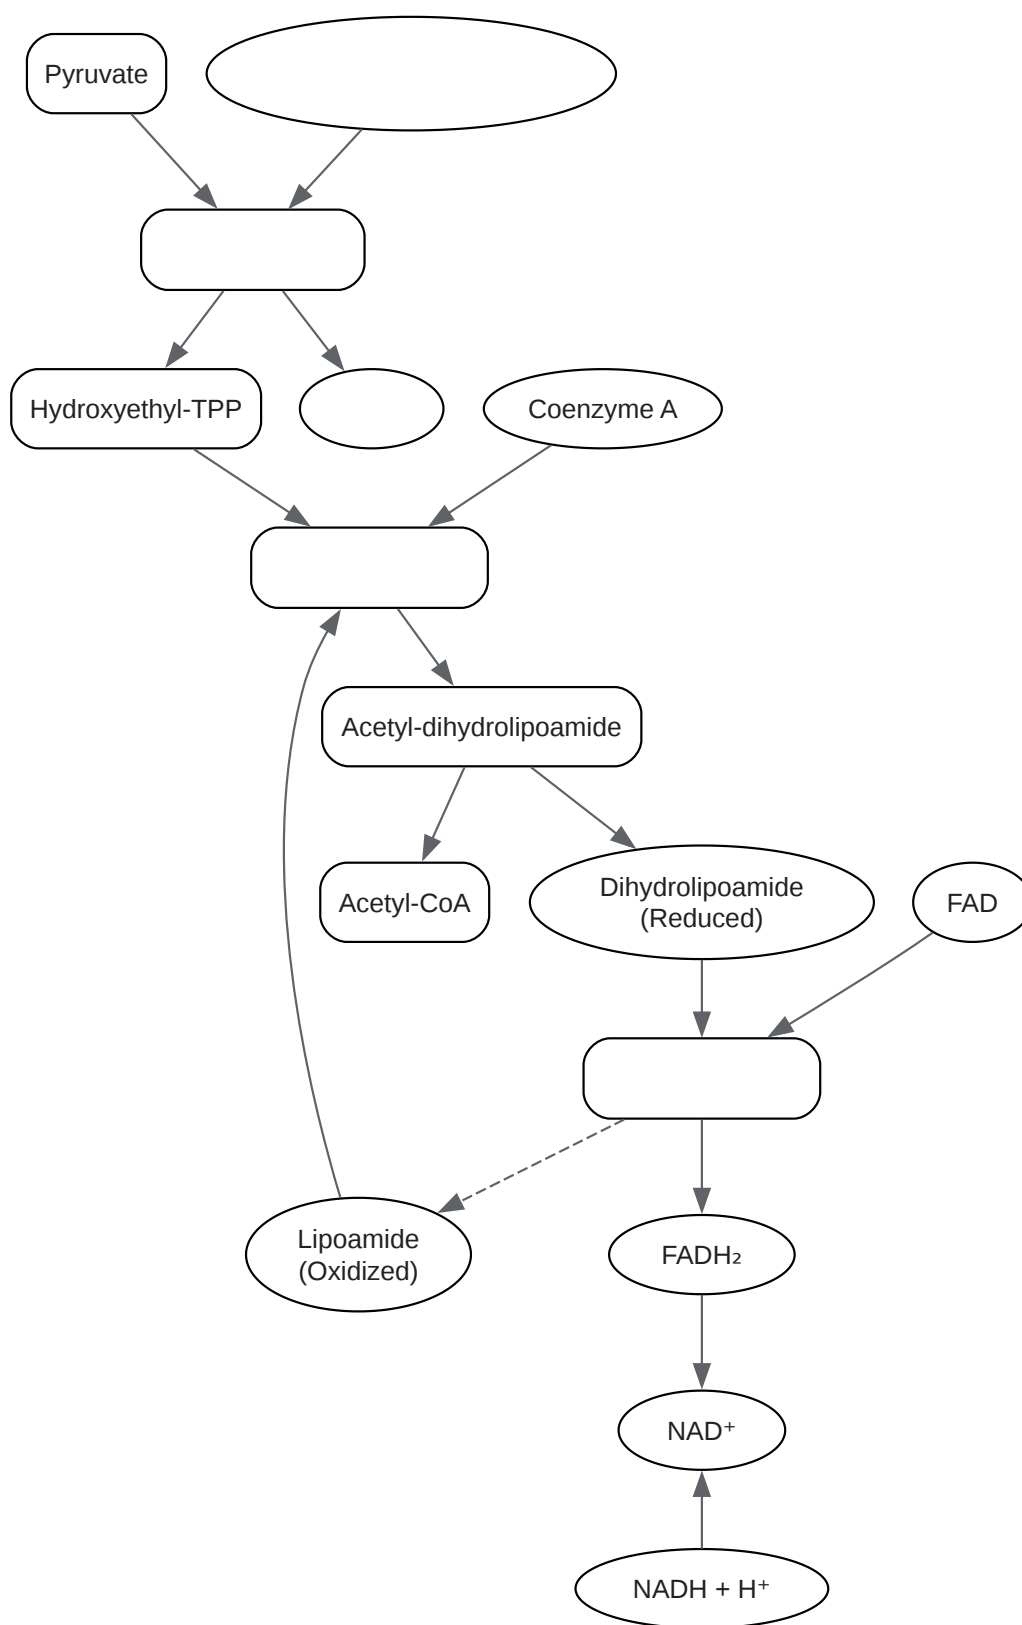 Pyruvate
Hydroxyethyl-TPP
Coenzyme A
Acetyl-dihydrolipoamide
Acetyl-CoA
Dihydrolipoamide
(Reduced)
FAD
Lipoamide
(Oxidized)
FADH₂
NAD⁺
NADH + H⁺